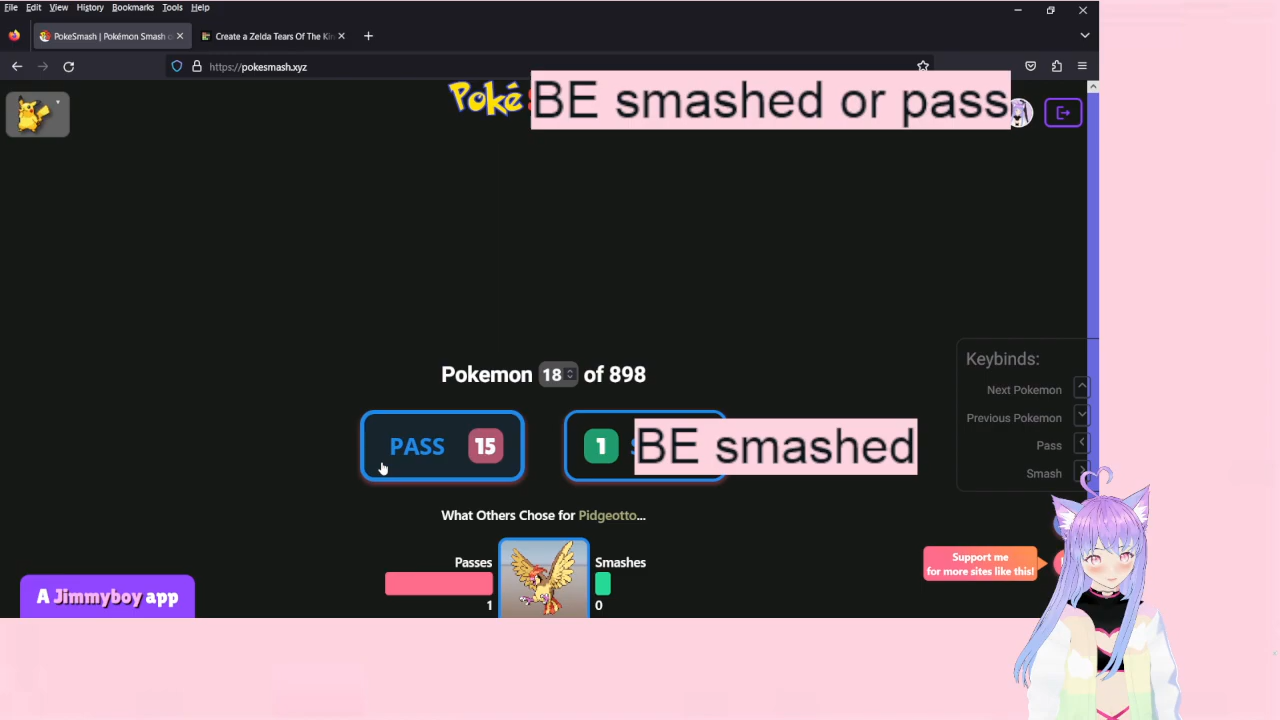 File Edit View History Bookmarks Tools Help
PokeSmash | Pokémon Smash o
Create a Zelda Tears Of The Kin
https://pokesmash.xyz
Poké
BE smashed or pass
Pokemon 18 of 898
PASS 15
1
BE smashed
Keybinds:
Next Pokemon
Previous Pokemon
Pass
Smash
What Others Chose for Pidgeotto...
Passes
Smashes
1
0
Support me
for more sites like this!
A Jimmyboy app